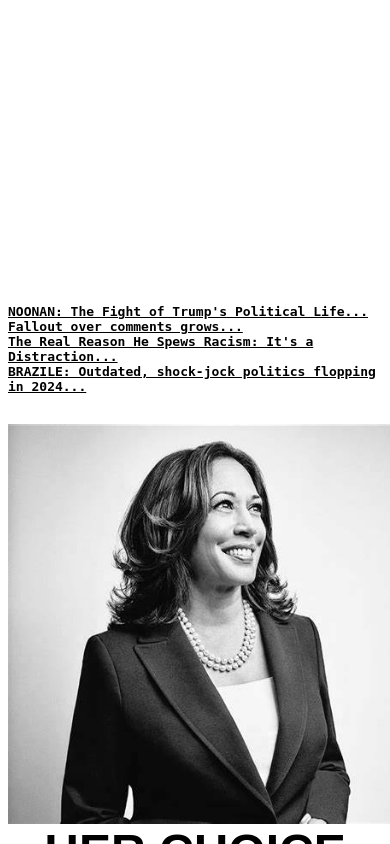 NOONAN: The Fight of Trump's Political Life...
Fallout over comments grows...
The Real Reason He Spews Racism: It's a
Distraction...
BRAZILE: Outdated, shock-jock politics flopping
in 2024...
HER CHOICE